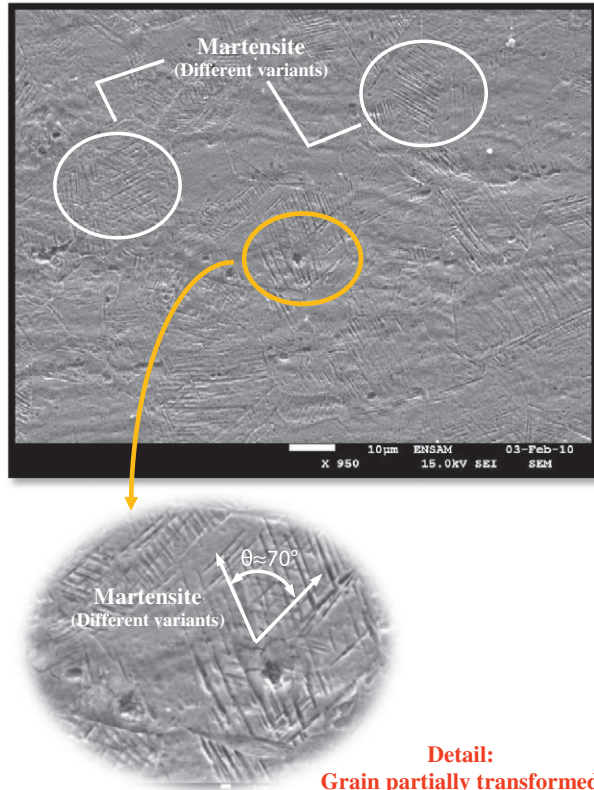 Martensite
(Different variants)
10µm ENSAM 03-Feb-10
X 950 15.0kV SEI SEM
θ≈70°
Martensite
(Different variants)
Detail:
Grain partially transformed